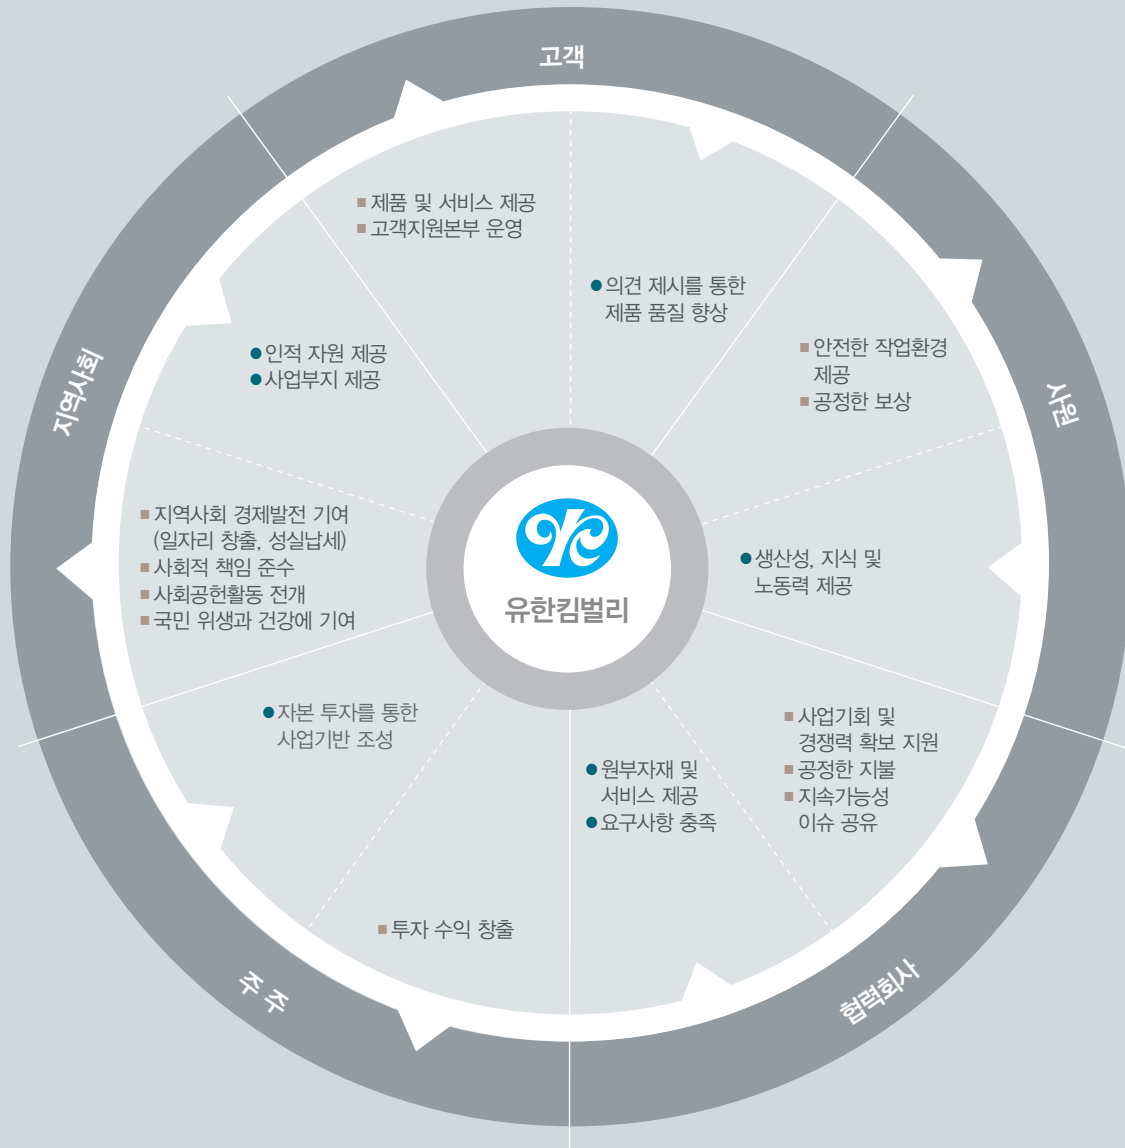 고객
■ 제품 및 서비스 제공
■ 고객지원본부 운영
● 의견 제시를 통한
제품 품질 향상
사원
■ 안전한 작업환경
제공
■ 공정한 보상
● 생산성, 지식 및
노동력 제공
협력회사
■ 사업기회 및
경쟁력 확보 지원
■ 공정한 지불
■ 지속가능성
이슈 공유
● 원부자재 및
서비스 제공
● 요구사항 충족
주 주
■ 투자 수익 창출
● 자본 투자를 통한
사업기반 조성
지역사회
■ 지역사회 경제발전 기여
(일자리 창출, 성실납세)
■ 사회적 책임 준수
■ 사회공헌활동 전개
■ 국민 위생과 건강에 기여
● 인적 자원 제공
● 사업부지 제공
유한킴벌리